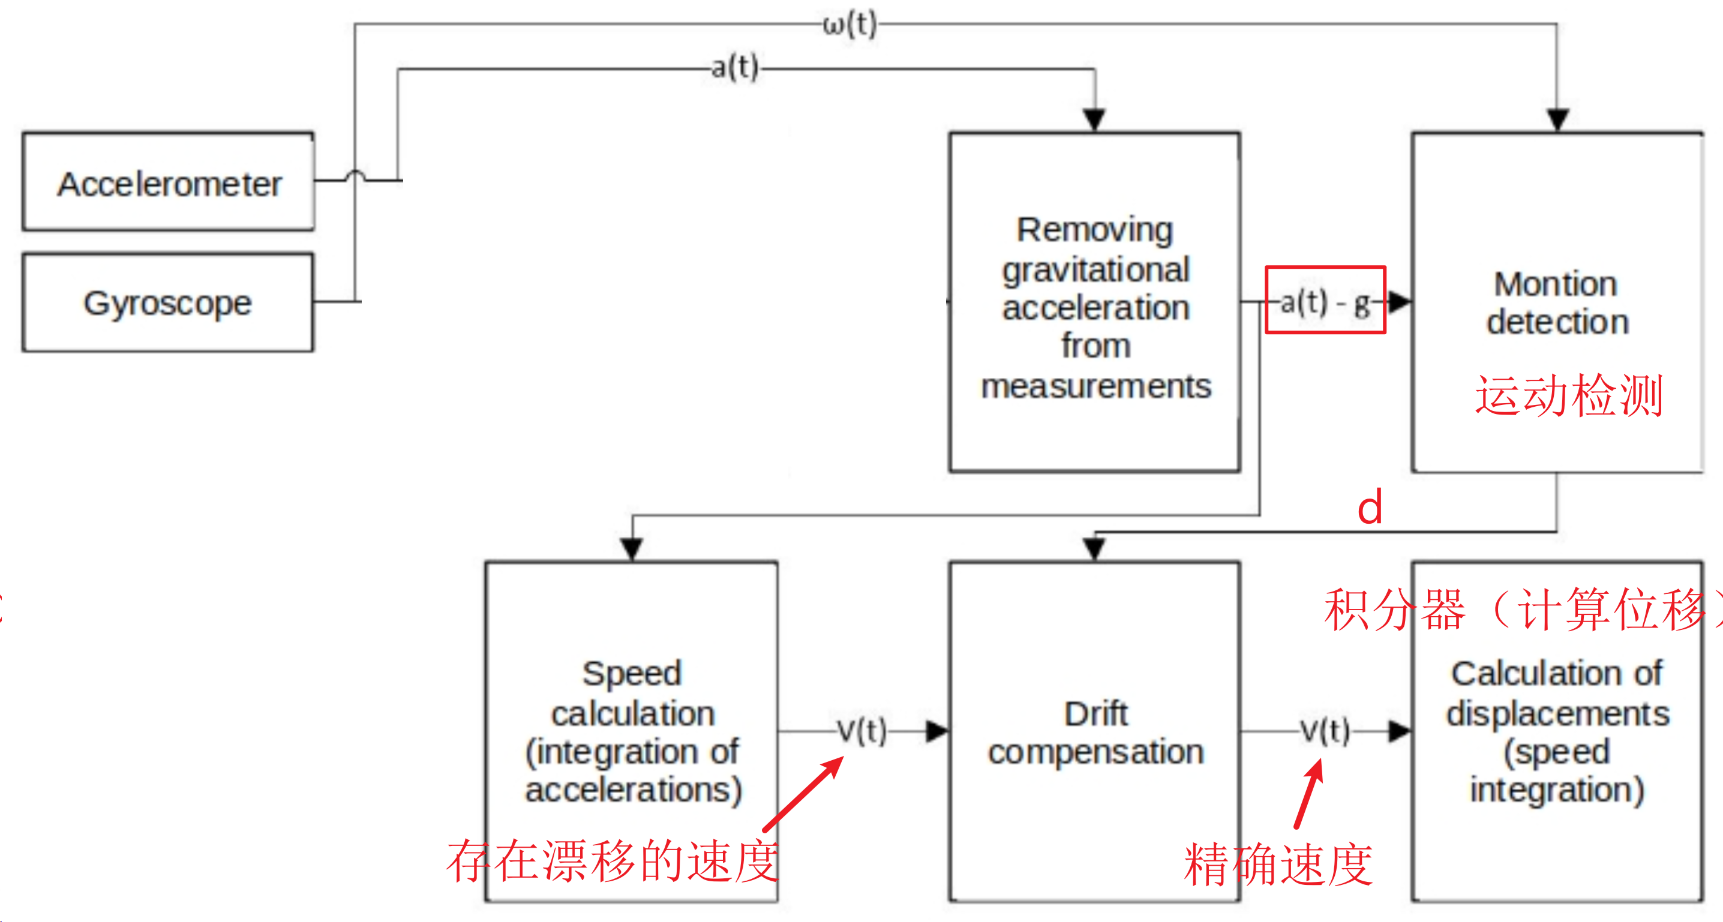 ω(t)
a(t)
Accelerometer
Gyroscope
Removing
gravitational
acceleration
from
measurements
a(t) - g
Montion
detection
运动检测
d
Speed
calculation
(integration of
accelerations)
V(t)
存在漂移的速度
Drift
compensation
V(t)
精确速度
积分器（计算位移）
Calculation of
displacements
(speed
integration)